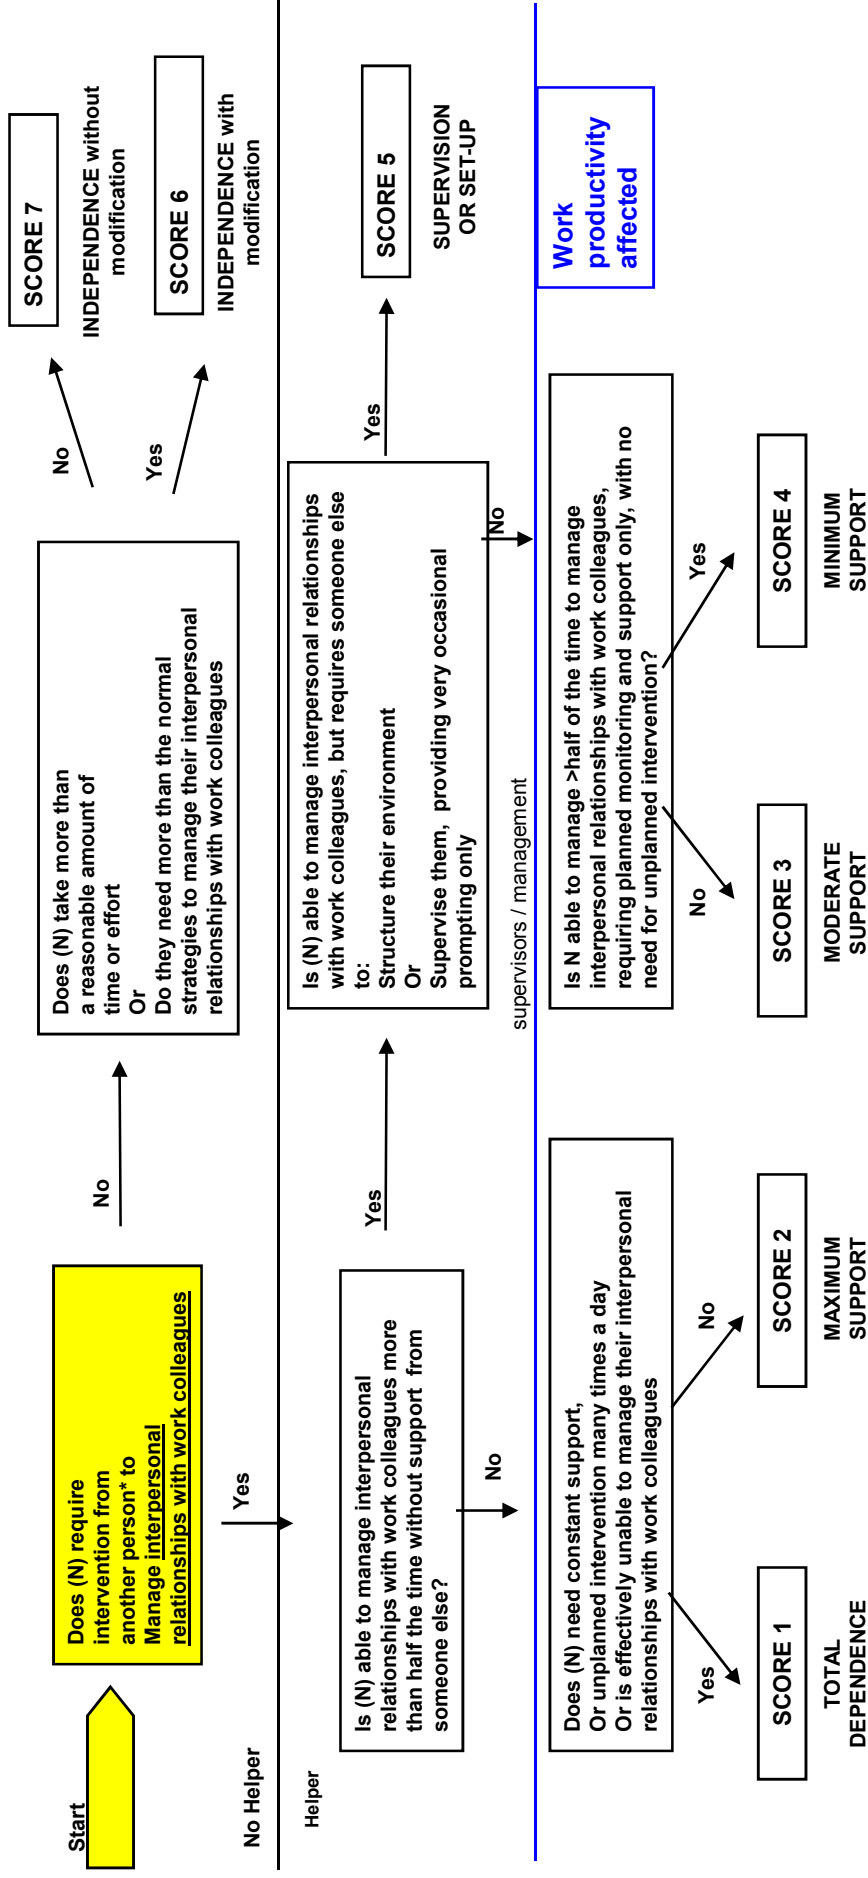 Start
Does (N) require
intervention from
another person* to
Manage interpersonal
relationships with work colleagues
No
Does (N) take more than
a reasonable amount of
time or effort
Or
Do they need more than the normal
strategies to manage their interpersonal
relationships with work colleagues
No
SCORE 7
INDEPENDENCE without
modification
Yes
SCORE 6
INDEPENDENCE with
modification
Yes
No Helper
Helper
Is (N) able to manage interpersonal
relationships with work colleagues more
than half the time without support from
someone else?
Yes
Is (N) able to manage interpersonal relationships
with work colleagues, but requires someone else
to:
Structure their environment
Or
Supervise them, providing very occasional
prompting only
Yes
SCORE 5
SUPERVISION
OR SET-UP
No
No
supervisors / management
Work
productivity
affected
Does (N) need constant support,
Or unplanned intervention many times a day
Or is effectively unable to manage their interpersonal
relationships with work colleagues
Is N able to manage >half of the time to manage
interpersonal relationships with work colleagues,
requiring planned monitoring and support only, with no
need for unplanned intervention?
Yes
No
No
Yes
SCORE 1
SCORE 2
SCORE 3
SCORE 4
TOTAL
DEPENDENCE
MAXIMUM
SUPPORT
MODERATE
SUPPORT
MINIMUM
SUPPORT